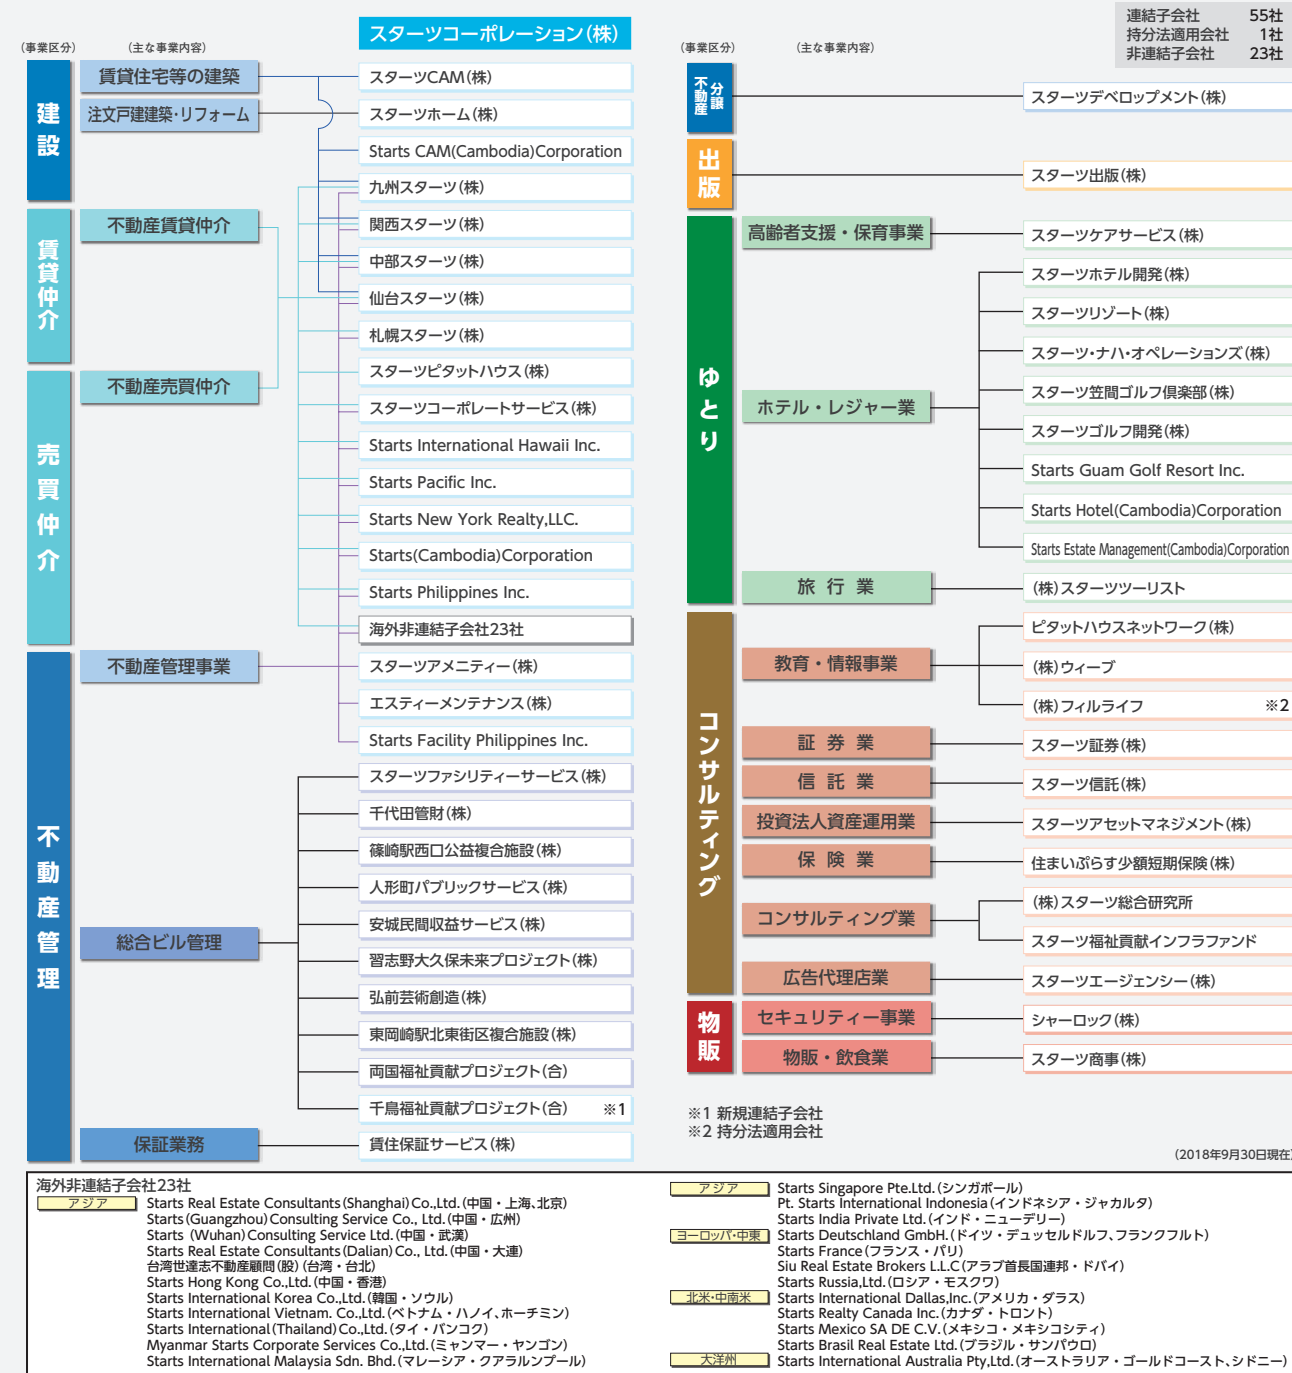 スターツコーポレーション(株)
(事業区分)
(主な事業内容)
建設
賃貸住宅等の建築
注文戸建建築・リフォーム
賃貸仲介
不動産賃貸仲介
売買仲介
不動産売買仲介
不動産管理
不動産管理事業
総合ビル管理
保証業務
スターツCAM(株)
スターツホーム(株)
Starts CAM(Cambodia)Corporation
九州スターツ(株)
関西スターツ(株)
中部スターツ(株)
仙台スターツ(株)
札幌スターツ(株)
スターツピタットハウス(株)
スターツコーポレートサービス(株)
Starts International Hawaii Inc.
Starts Pacific Inc.
Starts New York Realty,LLC.
Starts(Cambodia)Corporation
Starts Philippines Inc.
海外非連結子会社23社
スターツアメニティー(株)
エスティーメンテナンス(株)
Starts Facility Philippines Inc.
スターツファシリティーサービス(株)
千代田管財(株)
篠崎駅西口公益複合施設(株)
人形町パブリックサービス(株)
安城民間収益サービス(株)
習志野大久保未来プロジェクト(株)
弘前芸術創造(株)
東岡崎駅北東街区複合施設(株)
両国福祉貢献プロジェクト(合)
千鳥福祉貢献プロジェクト(合) ※1
賃住保証サービス(株)
連結子会社 55社
持分法適用会社 1社
非連結子会社 23社
(事業区分)
(主な事業内容)
不動産分譲
スターツデベロップメント(株)
出版
スターツ出版(株)
ゆとり
高齢者支援・保育事業
スターツケアサービス(株)
ホテル・レジャー業
スターツホテル開発(株)
スターツリゾート(株)
スターツ・ナハ・オペレーションズ(株)
スターツ笠間ゴルフ倶楽部(株)
スターツゴルフ開発(株)
Starts Guam Golf Resort Inc.
Starts Hotel(Cambodia)Corporation
Starts Estate Management(Cambodia)Corporation
旅行業
(株)スターツツーリスト
コンサルティング
教育・情報事業
ピタットハウスネットワーク(株)
(株)ウィーブ
(株)フィルライフ ※2
証券業
スターツ証券(株)
信託業
スターツ信託(株)
投資法人資産運用業
スターツアセットマネジメント(株)
保険業
住まいぷらす少額短期保険(株)
コンサルティング業
(株)スターツ総合研究所
スターツ福祉貢献インフラファンド
広告代理店業
スターツエージェンシー(株)
物販
セキュリティー事業
シャーロック(株)
物販・飲食業
スターツ商事(株)
※1 新規連結子会社
※2 持分法適用会社
(2018年9月30日現在)
海外非連結子会社23社
アジア
Starts Real Estate Consultants(Shanghai)Co.,Ltd.(中国・上海、北京)
Starts(Guangzhou)Consulting Service Co., Ltd.(中国・広州)
Starts (Wuhan)Consulting Service Ltd.(中国・武漢)
Starts Real Estate Consultants(Dalian)Co., Ltd.(中国・大連)
台湾世達志不動産顧問(股)(台湾・台北)
Starts Hong Kong Co.,Ltd.(中国・香港)
Starts International Korea Co.,Ltd.(韓国・ソウル)
Starts International Vietnam. Co.,Ltd.(ベトナム・ハノイ、ホーチミン)
Starts International(Thailand)Co.,Ltd.(タイ・バンコク)
Myanmar Starts Corporate Services Co.,Ltd.(ミャンマー・ヤンゴン)
Starts International Malaysia Sdn. Bhd.(マレーシア・クアラルンプール)
アジア
Starts Singapore Pte.Ltd.(シンガポール)
Pt. Starts International Indonesia(インドネシア・ジャカルタ)
Starts India Private Ltd.(インド・ニューデリー)
ヨーロッパ・中東
Starts Deutschland GmbH.(ドイツ・デュッセルドルフ、フランクフルト)
Starts France(フランス・パリ)
Siu Real Estate Brokers L.L.C(アラブ首長国連邦・ドバイ)
Starts Russia,Ltd.(ロシア・モスクワ)
北米・中南米
Starts International Dallas,Inc.(アメリカ・ダラス)
Starts Realty Canada Inc.(カナダ・トロント)
Starts Mexico SA DE C.V.(メキシコ・メキシコシティ)
Starts Brasil Real Estate Ltd.(ブラジル・サンパウロ)
大洋州
Starts International Australia Pty,Ltd.(オーストラリア・ゴールドコースト、シドニー)